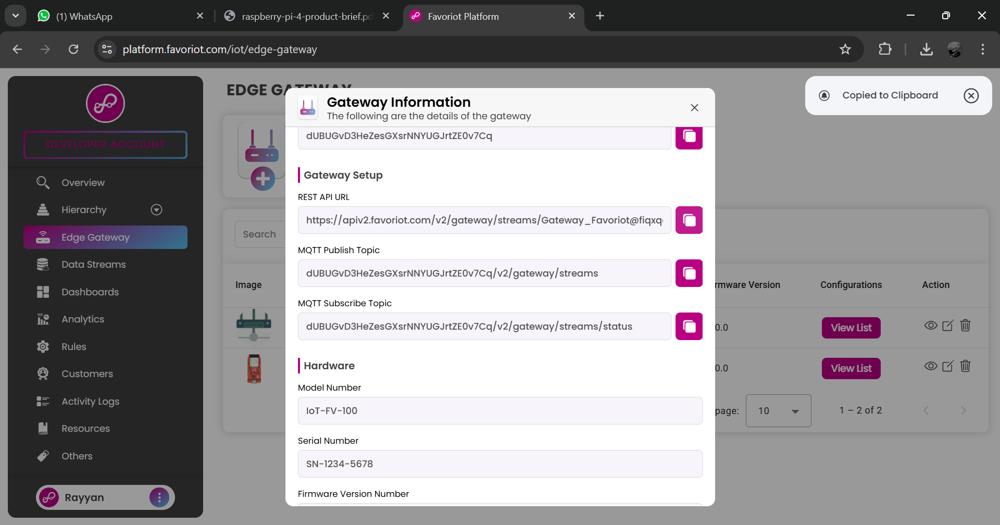 (1) WhatsApp
raspberry-pi-4-product-brief.pd
Favoriot Platform
platform.favoriot.com/iot/edge-gateway
DEVELOPER ACCOUNT
Overview
Hierarchy
Edge Gateway
Data Streams
Dashboards
Analytics
Rules
Customers
Activity Logs
Resources
Others
Rayyan
EDGE GATEWAY
Search
Image
Gateway Information
The following are the details of the gateway
dUBUGvD3HeZesGXsrNNYUGJrtZE0v7Cq
Gateway Setup
REST API URL
https://apiv2.favoriot.com/v2/gateway/streams/Gateway_Favoriot@fiqxq
MQTT Publish Topic
dUBUGvD3HeZesGXsrNNYUGJrtZE0v7Cq/v2/gateway/streams
MQTT Subscribe Topic
dUBUGvD3HeZesGXsrNNYUGJrtZE0v7Cq/v2/gateway/streams/status
Hardware
Model Number
IoT-FV-100
Serial Number
SN-1234-5678
Firmware Version Number
Copied to Clipboard
rmware Version Configurations Action
0.0 View List
0.0 View List
page: 10 1 – 2 of 2